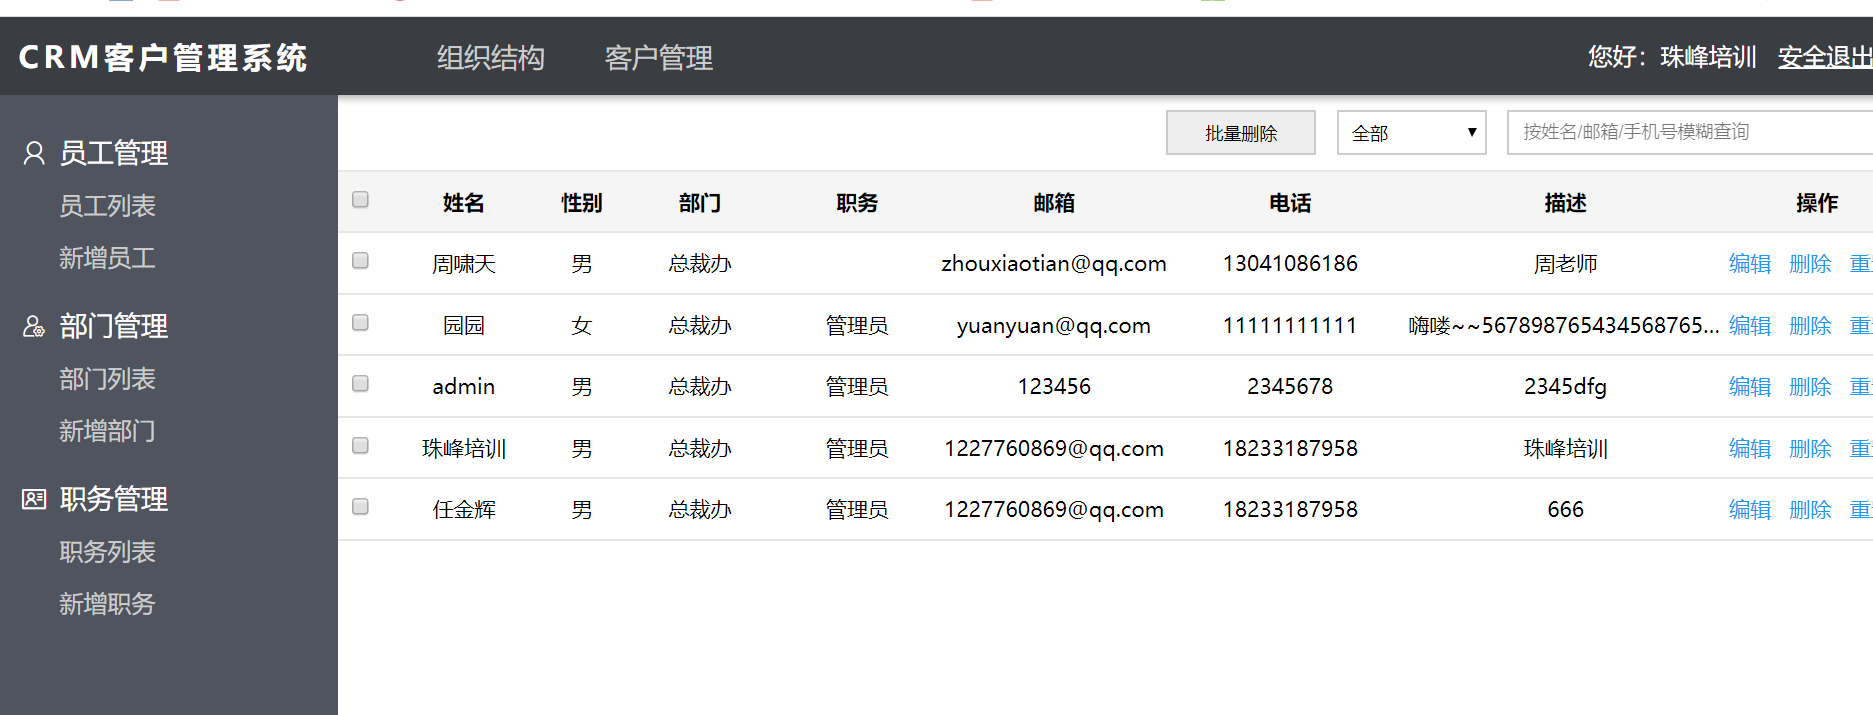 CRM客户管理系统 组织结构 客户管理 您好：珠峰培训 安全退出
员工管理
员工列表
新增员工
部门管理
部门列表
新增部门
职务管理
职务列表
新增职务
批量删除 全部 按姓名/邮箱/手机号模糊查询
姓名 性别 部门 职务 邮箱 电话 描述 操作
周啸天 男 总裁办 zhouxiaotian@qq.com 13041086186 周老师 编辑 删除
园园 女 总裁办 管理员 yuanyuan@qq.com 11111111111 嗨喽~~567898765434568765... 编辑 删除
admin 男 总裁办 管理员 123456 2345678 2345dfg 编辑 删除
珠峰培训 男 总裁办 管理员 1227760869@qq.com 18233187958 珠峰培训 编辑 删除
任金辉 男 总裁办 管理员 1227760869@qq.com 18233187958 666 编辑 删除